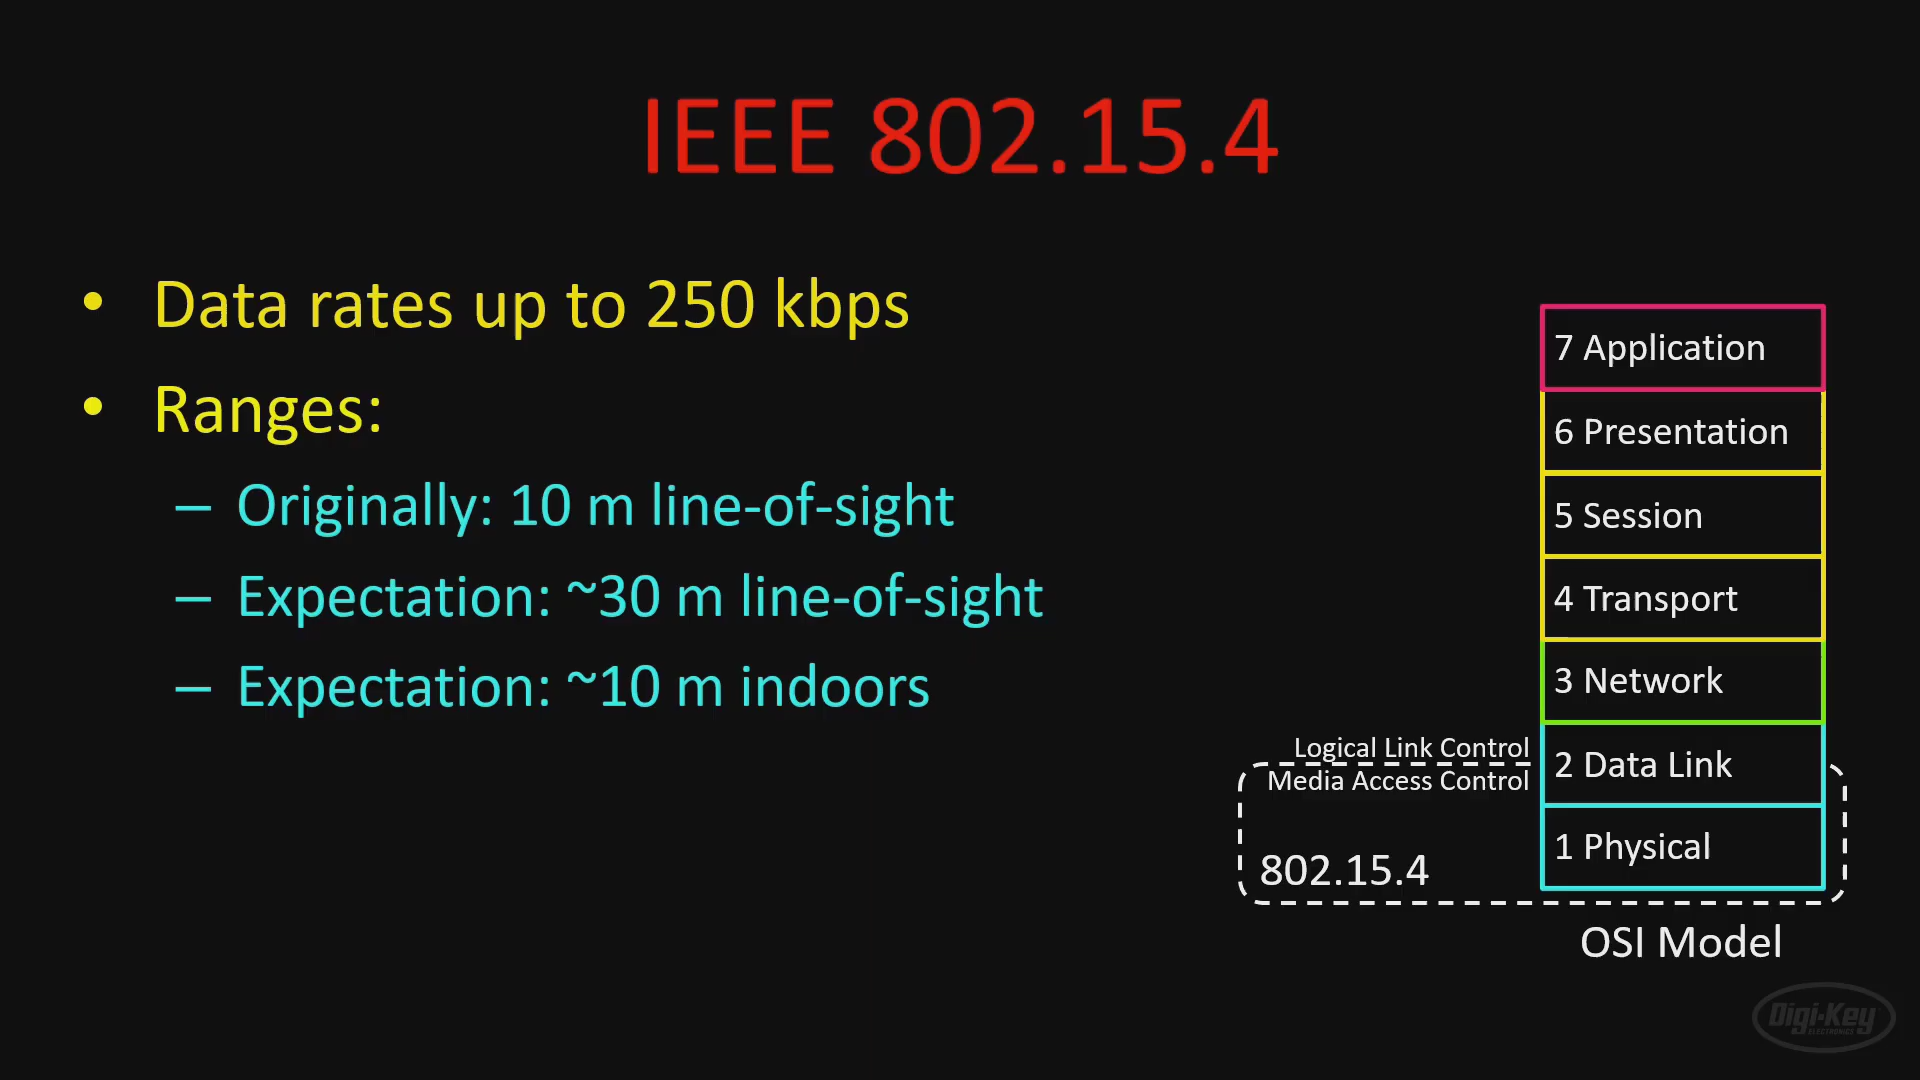 IEEE 802.15.4
• Data rates up to 250 kbps
• Ranges:
– Originally: 10 m line-of-sight
– Expectation: ~30 m line-of-sight
– Expectation: ~10 m indoors
7 Application
6 Presentation
5 Session
4 Transport
3 Network
Logical Link Control
Media Access Control
2 Data Link
1 Physical
802.15.4
OSI Model
Digi-Key
ELECTRONICS